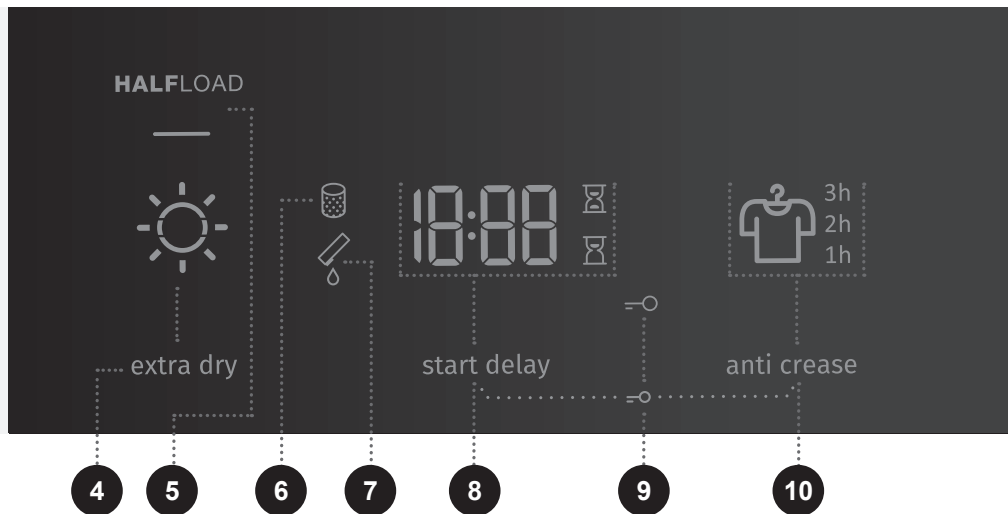 HALFLOAD
18:88
3h
2h
1h
extra dry
start delay
anti crease
4
5
6
7
8
9
10